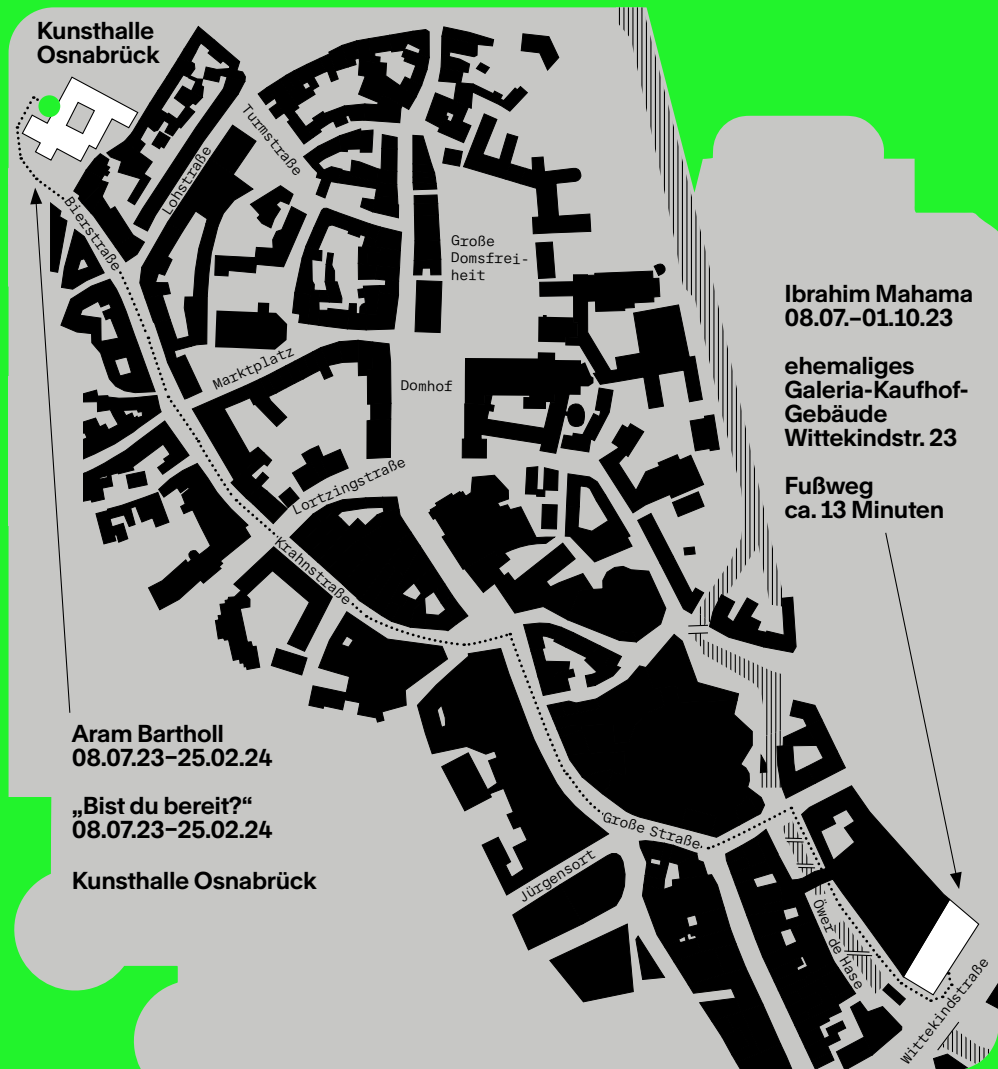 Kunsthalle
Osnabrück
Turmstraße
Lohstraße
Bierstraße
Große
Domsfrei-
heit
Ibrahim Mahama
08.07.–01.10.23
ehemaliges
Galeria-Kaufhof-
Gebäude
Wittekindstr. 23
Fußweg
ca. 13 Minuten
Marktplatz
Domhof
Lortzingstraße
Krahnstraße
Aram Bartholl
08.07.23–25.02.24
„Bist du bereit?“
08.07.23–25.02.24
Kunsthalle Osnabrück
Große Straße
Jürgensort
Öwer de Hase
Wittekindstraße